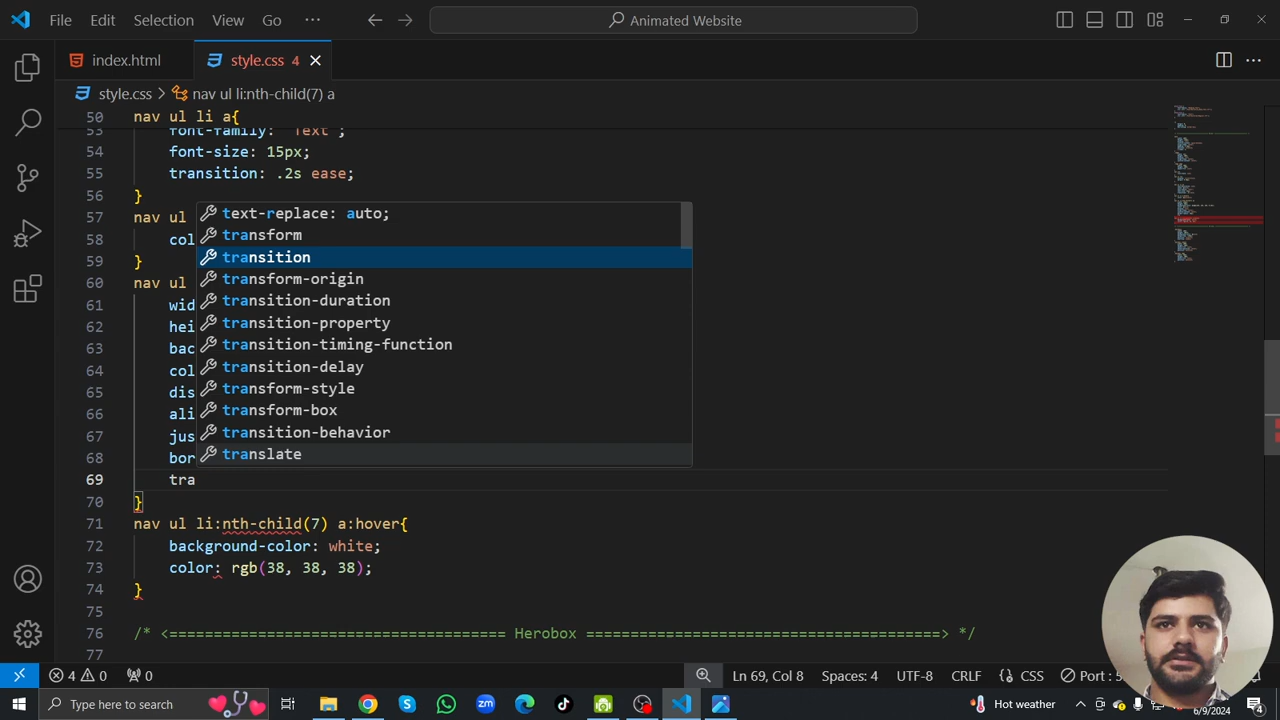 File Edit Selection View Go ··· Animated Website
index.html style.css 4
style.css > nav ul li:nth-child(7) a
50 nav ul li a{
53 font-family: "Text";
54 font-size: 15px;
55 transition: .2s ease;
56 }
57 nav ul
58 col
59 }
60 nav ul
61 wid
62 hei
63 bac
64 col
65 dis
66 ali
67 jus
68 bor
69 tra
text-replace: auto;
transform
transition
transform-origin
transition-duration
transition-property
transition-timing-function
transition-delay
transform-style
transform-box
transition-behavior
translate
70 }
71 nav ul li:nth-child(7) a:hover{
72 background-color: white;
73 color: rgb(38, 38, 38);
74 }
75
76 /* <==================================== Herobox =======================================> */
77
4 0 0 Ln 69, Col 8 Spaces: 4 UTF-8 CRLF {} CSS Port : 5
Type here to search Hot weather 6/9/2024